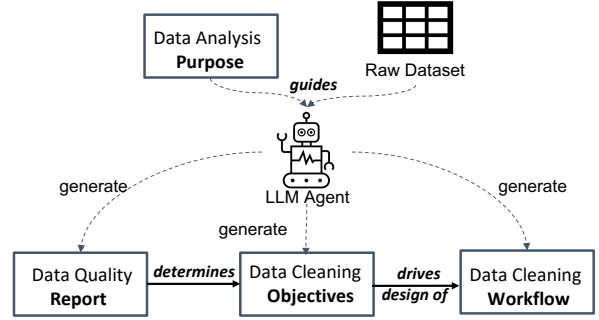 Data Analysis
Purpose
Raw Dataset
guides
LLM Agent
generate
generate
generate
Data Quality
Report
determines
Data Cleaning
Objectives
drives
design of
Data Cleaning
Workflow